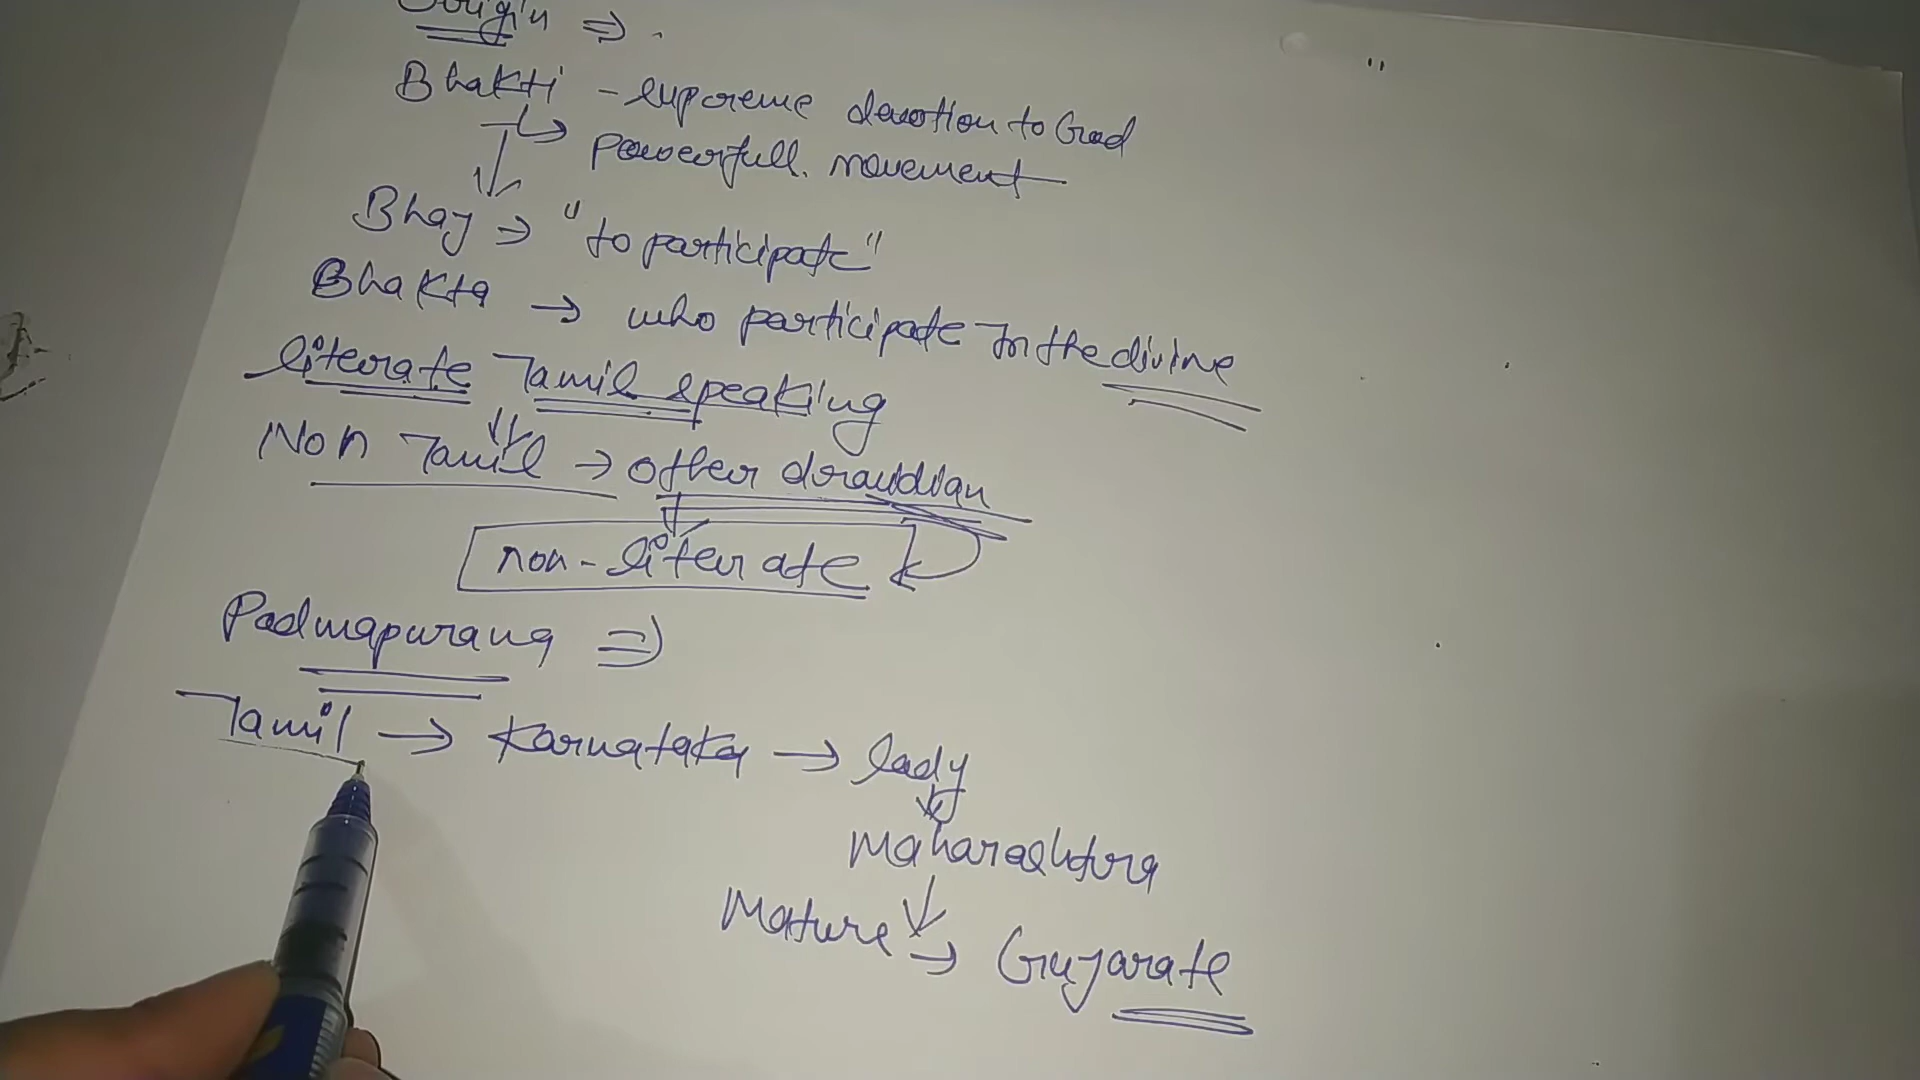 Origin ⇒ .
Bhakti - supreme devotion to God
↳ powerfull. movement
Bhaj ⇒ "to participate"
Bhakta → who participate in the divine
literate Tamil speaking
Non Tamil → other dravidian
non-literate
Padmapurana ⇒
Tamil → Karnataka → lady
Maharashtra
Mature → Gujarate